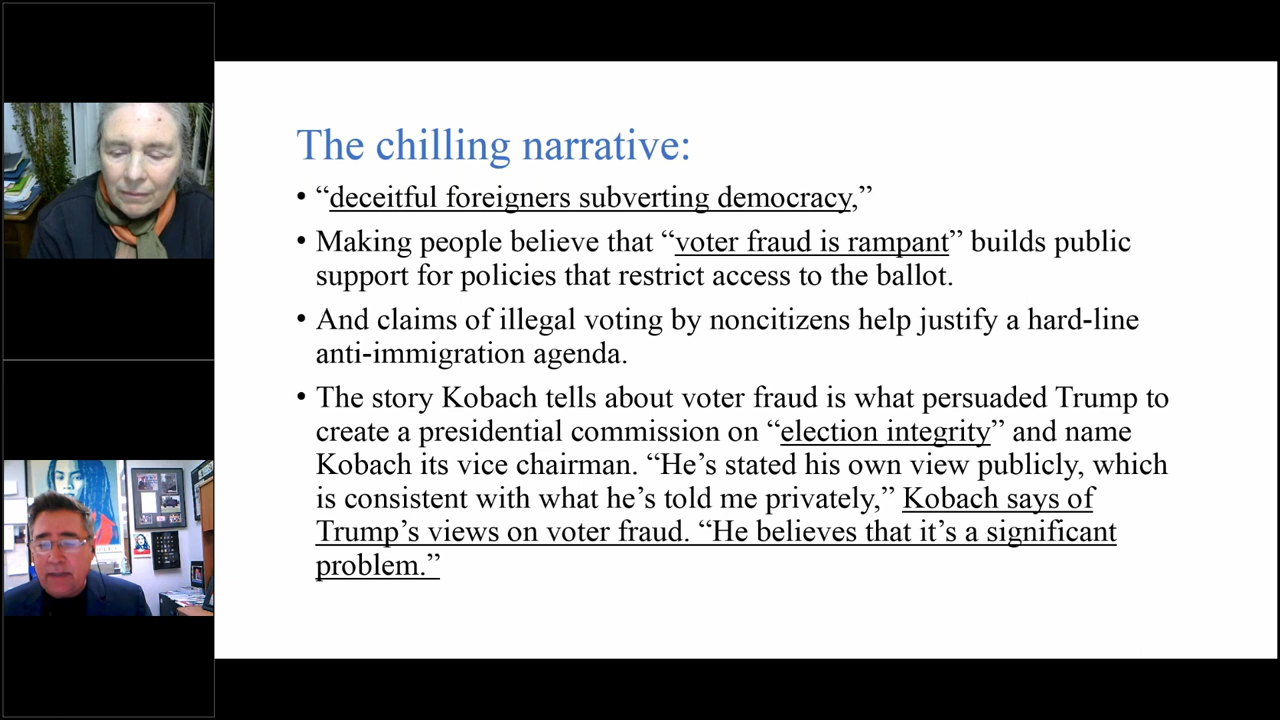 The chilling narrative:
• “deceitful foreigners subverting democracy,”
• Making people believe that “voter fraud is rampant” builds public
support for policies that restrict access to the ballot.
• And claims of illegal voting by noncitizens help justify a hard-line
anti-immigration agenda.
• The story Kobach tells about voter fraud is what persuaded Trump to
create a presidential commission on “election integrity” and name
Kobach its vice chairman. “He’s stated his own view publicly, which
is consistent with what he’s told me privately,” Kobach says of
Trump’s views on voter fraud. “He believes that it’s a significant
problem.”